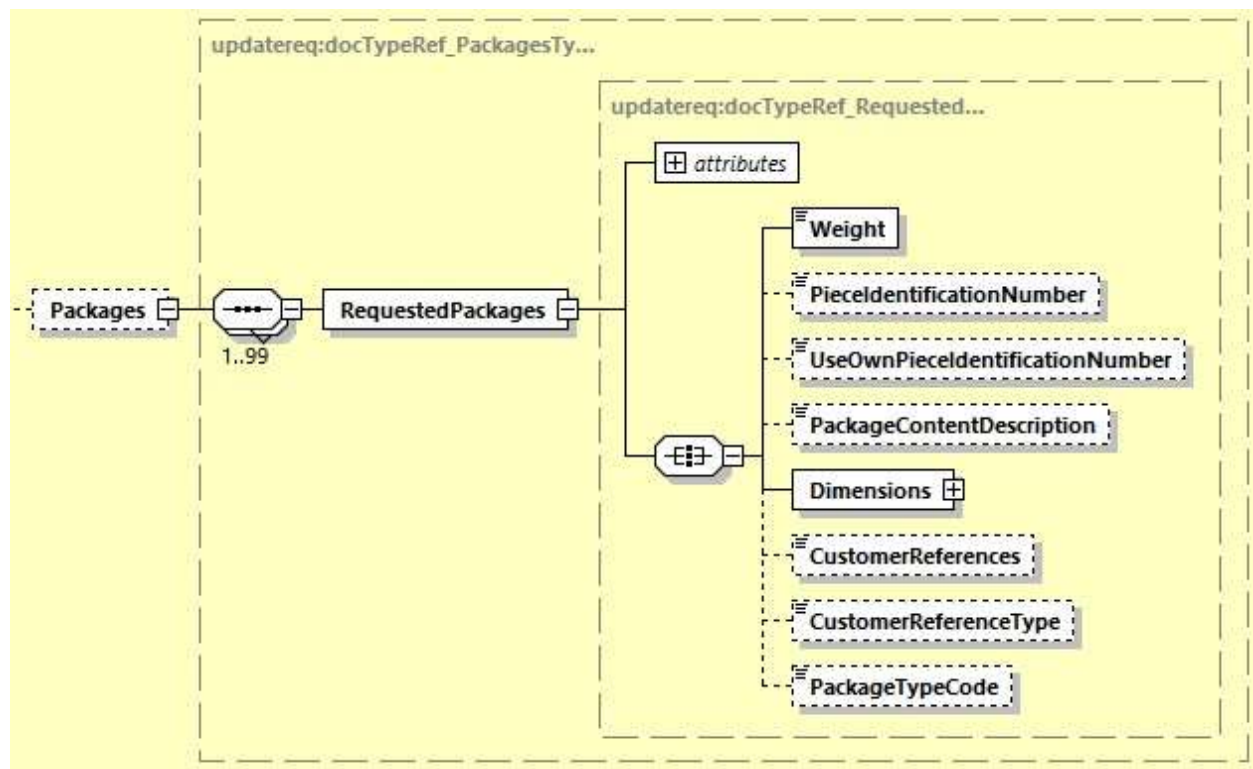 updatereq:docTypeRef_PackagesTy...
updatereq:docTypeRef_Requested...
attributes
Weight
PieceIdentificationNumber
Packages
RequestedPackages
1..99
UseOwnPieceIdentificationNumber
PackageContentDescription
Dimensions
CustomerReferences
CustomerReferenceType
PackageTypeCode